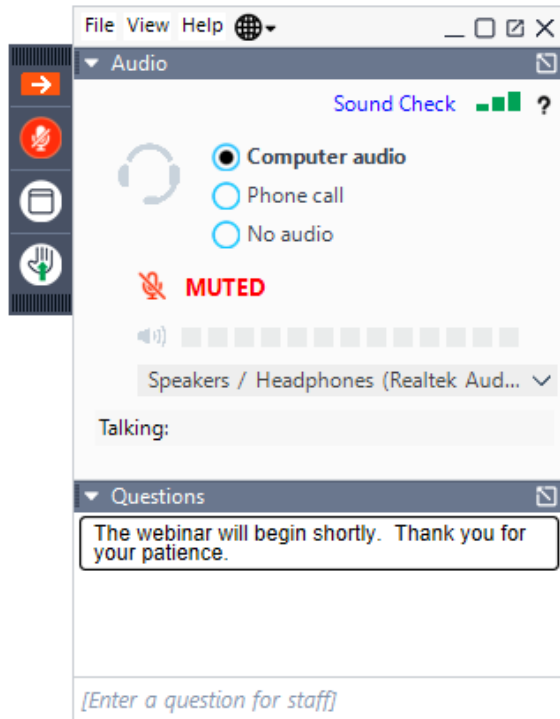 File View Help
Audio
Sound Check ?
Computer audio
Phone call
No audio
MUTED
Speakers / Headphones (Realtek Aud...
Talking:
Questions
The webinar will begin shortly.  Thank you for
your patience.
[Enter a question for staff]